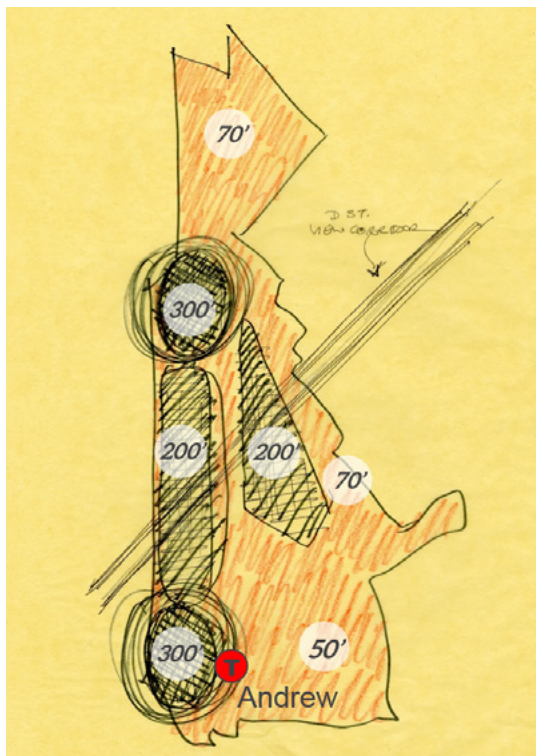 70'
D ST.
VIEW CORRIDOR
300'
200'
200'
70'
300'
T
50'
Andrew